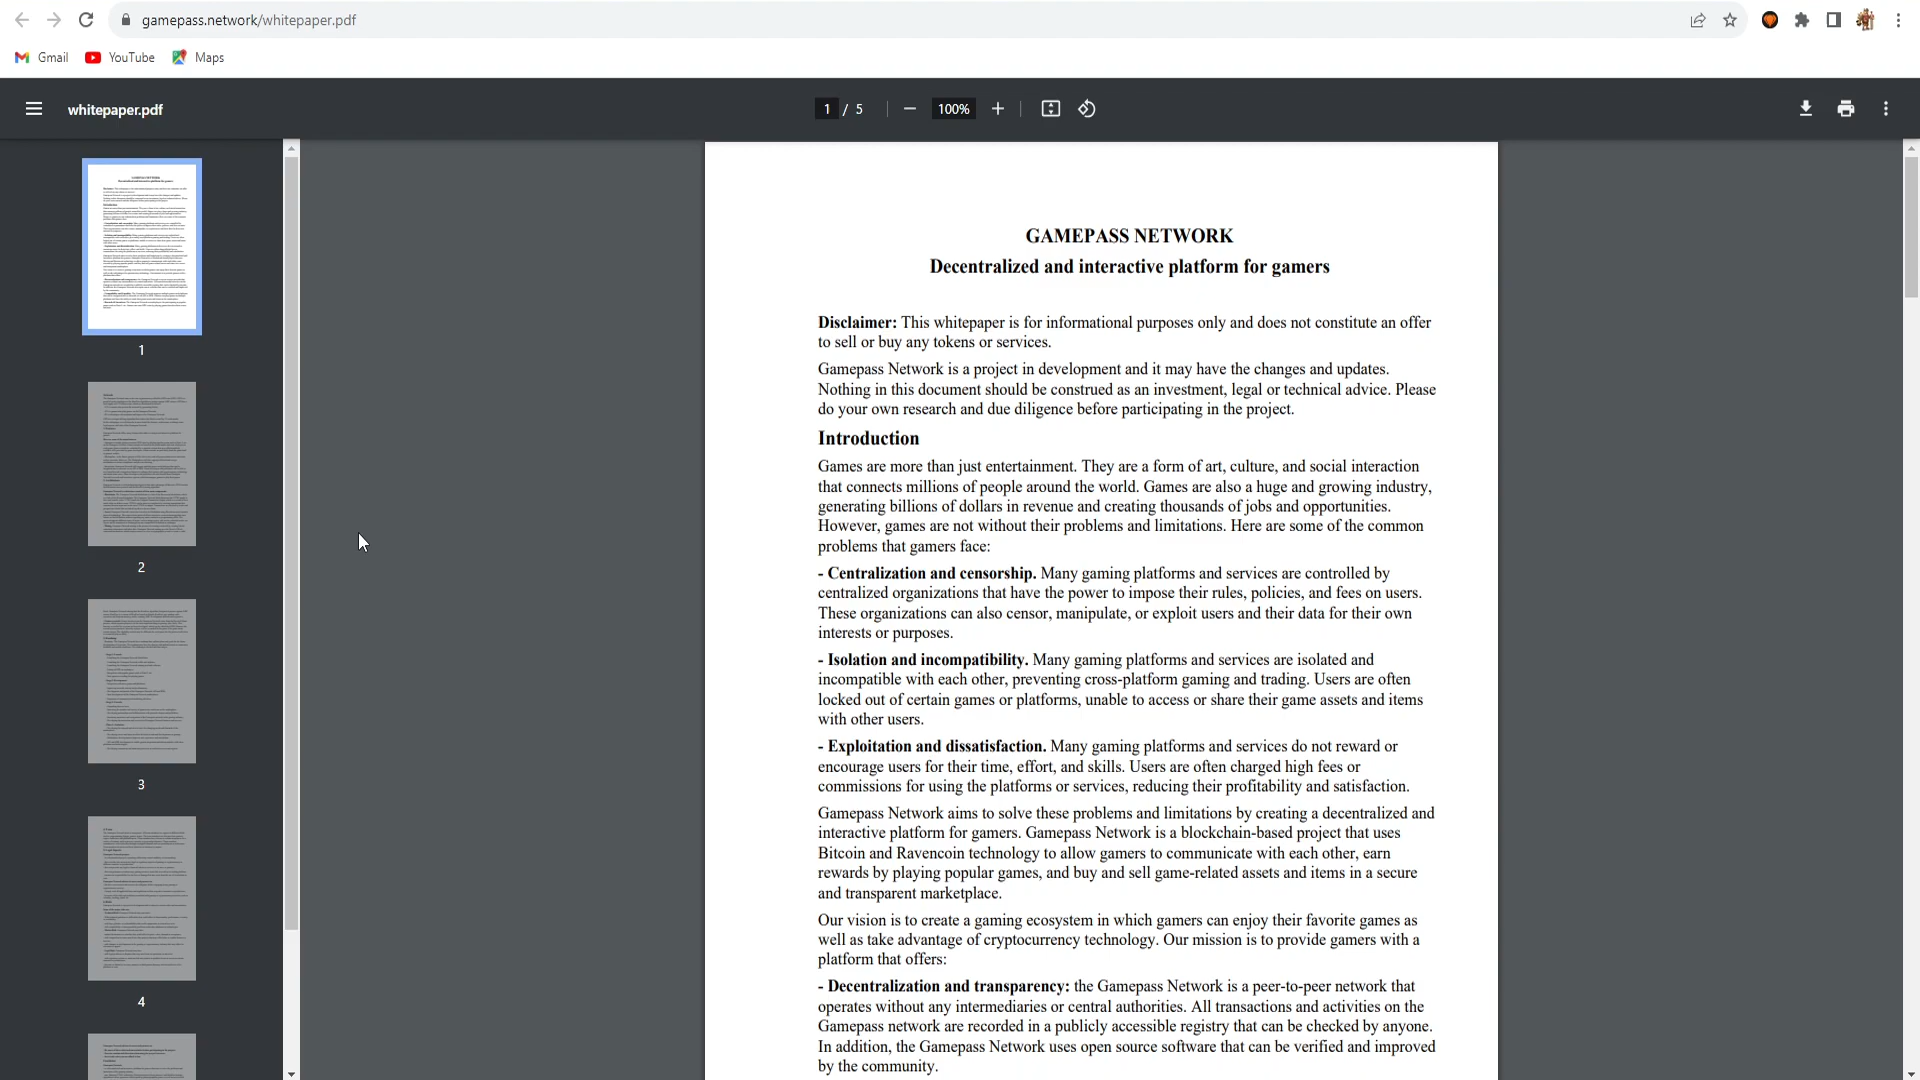 gamepass.network/whitepaper.pdf
Gmail
YouTube
Maps
whitepaper.pdf
1 / 5
100%
1
2
3
4
GAMEPASS NETWORK
Decentralized and interactive platform for gamers
Disclaimer: This whitepaper is for informational purposes only and does not constitute an offer
to sell or buy any tokens or services.
Gamepass Network is a project in development and it may have the changes and updates.
Nothing in this document should be construed as an investment, legal or technical advice. Please
do your own research and due diligence before participating in the project.
Introduction
Games are more than just entertainment. They are a form of art, culture, and social interaction
that connects millions of people around the world. Games are also a huge and growing industry,
generating billions of dollars in revenue and creating thousands of jobs and opportunities.
However, games are not without their problems and limitations. Here are some of the common
problems that gamers face:
- Centralization and censorship. Many gaming platforms and services are controlled by
centralized organizations that have the power to impose their rules, policies, and fees on users.
These organizations can also censor, manipulate, or exploit users and their data for their own
interests or purposes.
- Isolation and incompatibility. Many gaming platforms and services are isolated and
incompatible with each other, preventing cross-platform gaming and trading. Users are often
locked out of certain games or platforms, unable to access or share their game assets and items
with other users.
- Exploitation and dissatisfaction. Many gaming platforms and services do not reward or
encourage users for their time, effort, and skills. Users are often charged high fees or
commissions for using the platforms or services, reducing their profitability and satisfaction.
Gamepass Network aims to solve these problems and limitations by creating a decentralized and
interactive platform for gamers. Gamepass Network is a blockchain-based project that uses
Bitcoin and Ravencoin technology to allow gamers to communicate with each other, earn
rewards by playing popular games, and buy and sell game-related assets and items in a secure
and transparent marketplace.
Our vision is to create a gaming ecosystem in which gamers can enjoy their favorite games as
well as take advantage of cryptocurrency technology. Our mission is to provide gamers with a
platform that offers:
- Decentralization and transparency: the Gamepass Network is a peer-to-peer network that
operates without any intermediaries or central authorities. All transactions and activities on the
Gamepass network are recorded in a publicly accessible registry that can be checked by anyone.
In addition, the Gamepass Network uses open source software that can be verified and improved
by the community.